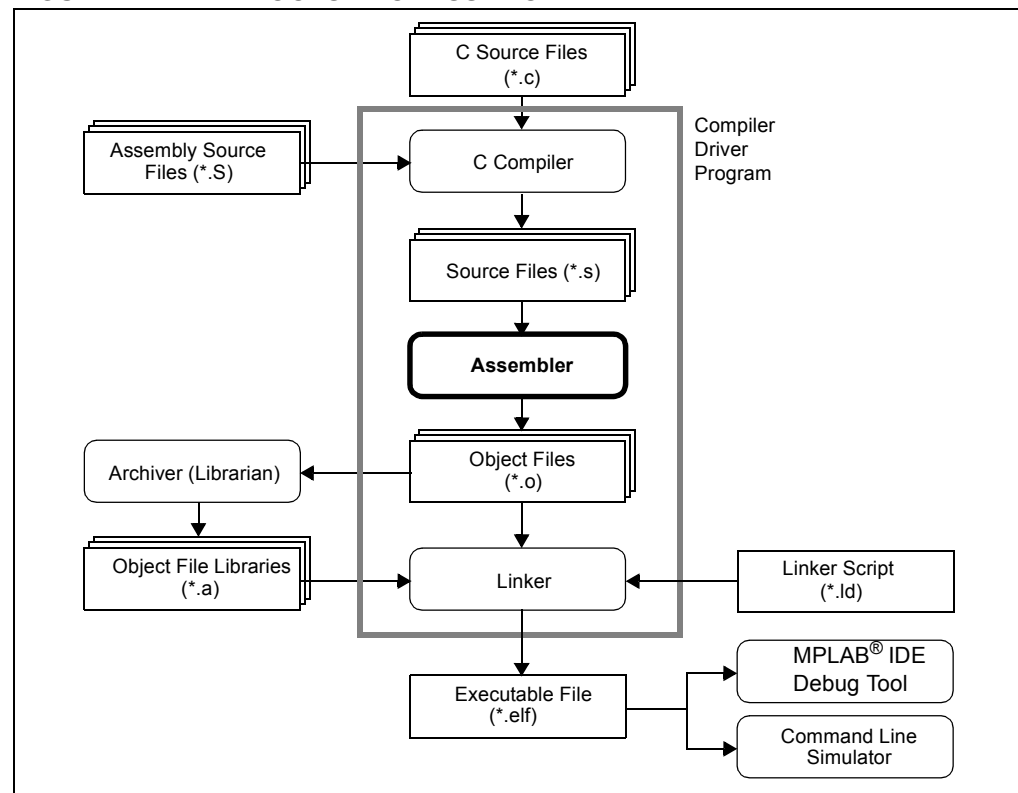 C Source Files
(*.c)
Compiler
Driver
Program
Assembly Source
Files (*.S)
C Compiler
Source Files (*.s)
Assembler
Object Files
(*.o)
Archiver (Librarian)
Object File Libraries
(*.a)
Linker
Linker Script
(*.ld)
MPLAB® IDE
Debug Tool
Executable File
(*.elf)
Command Line
Simulator